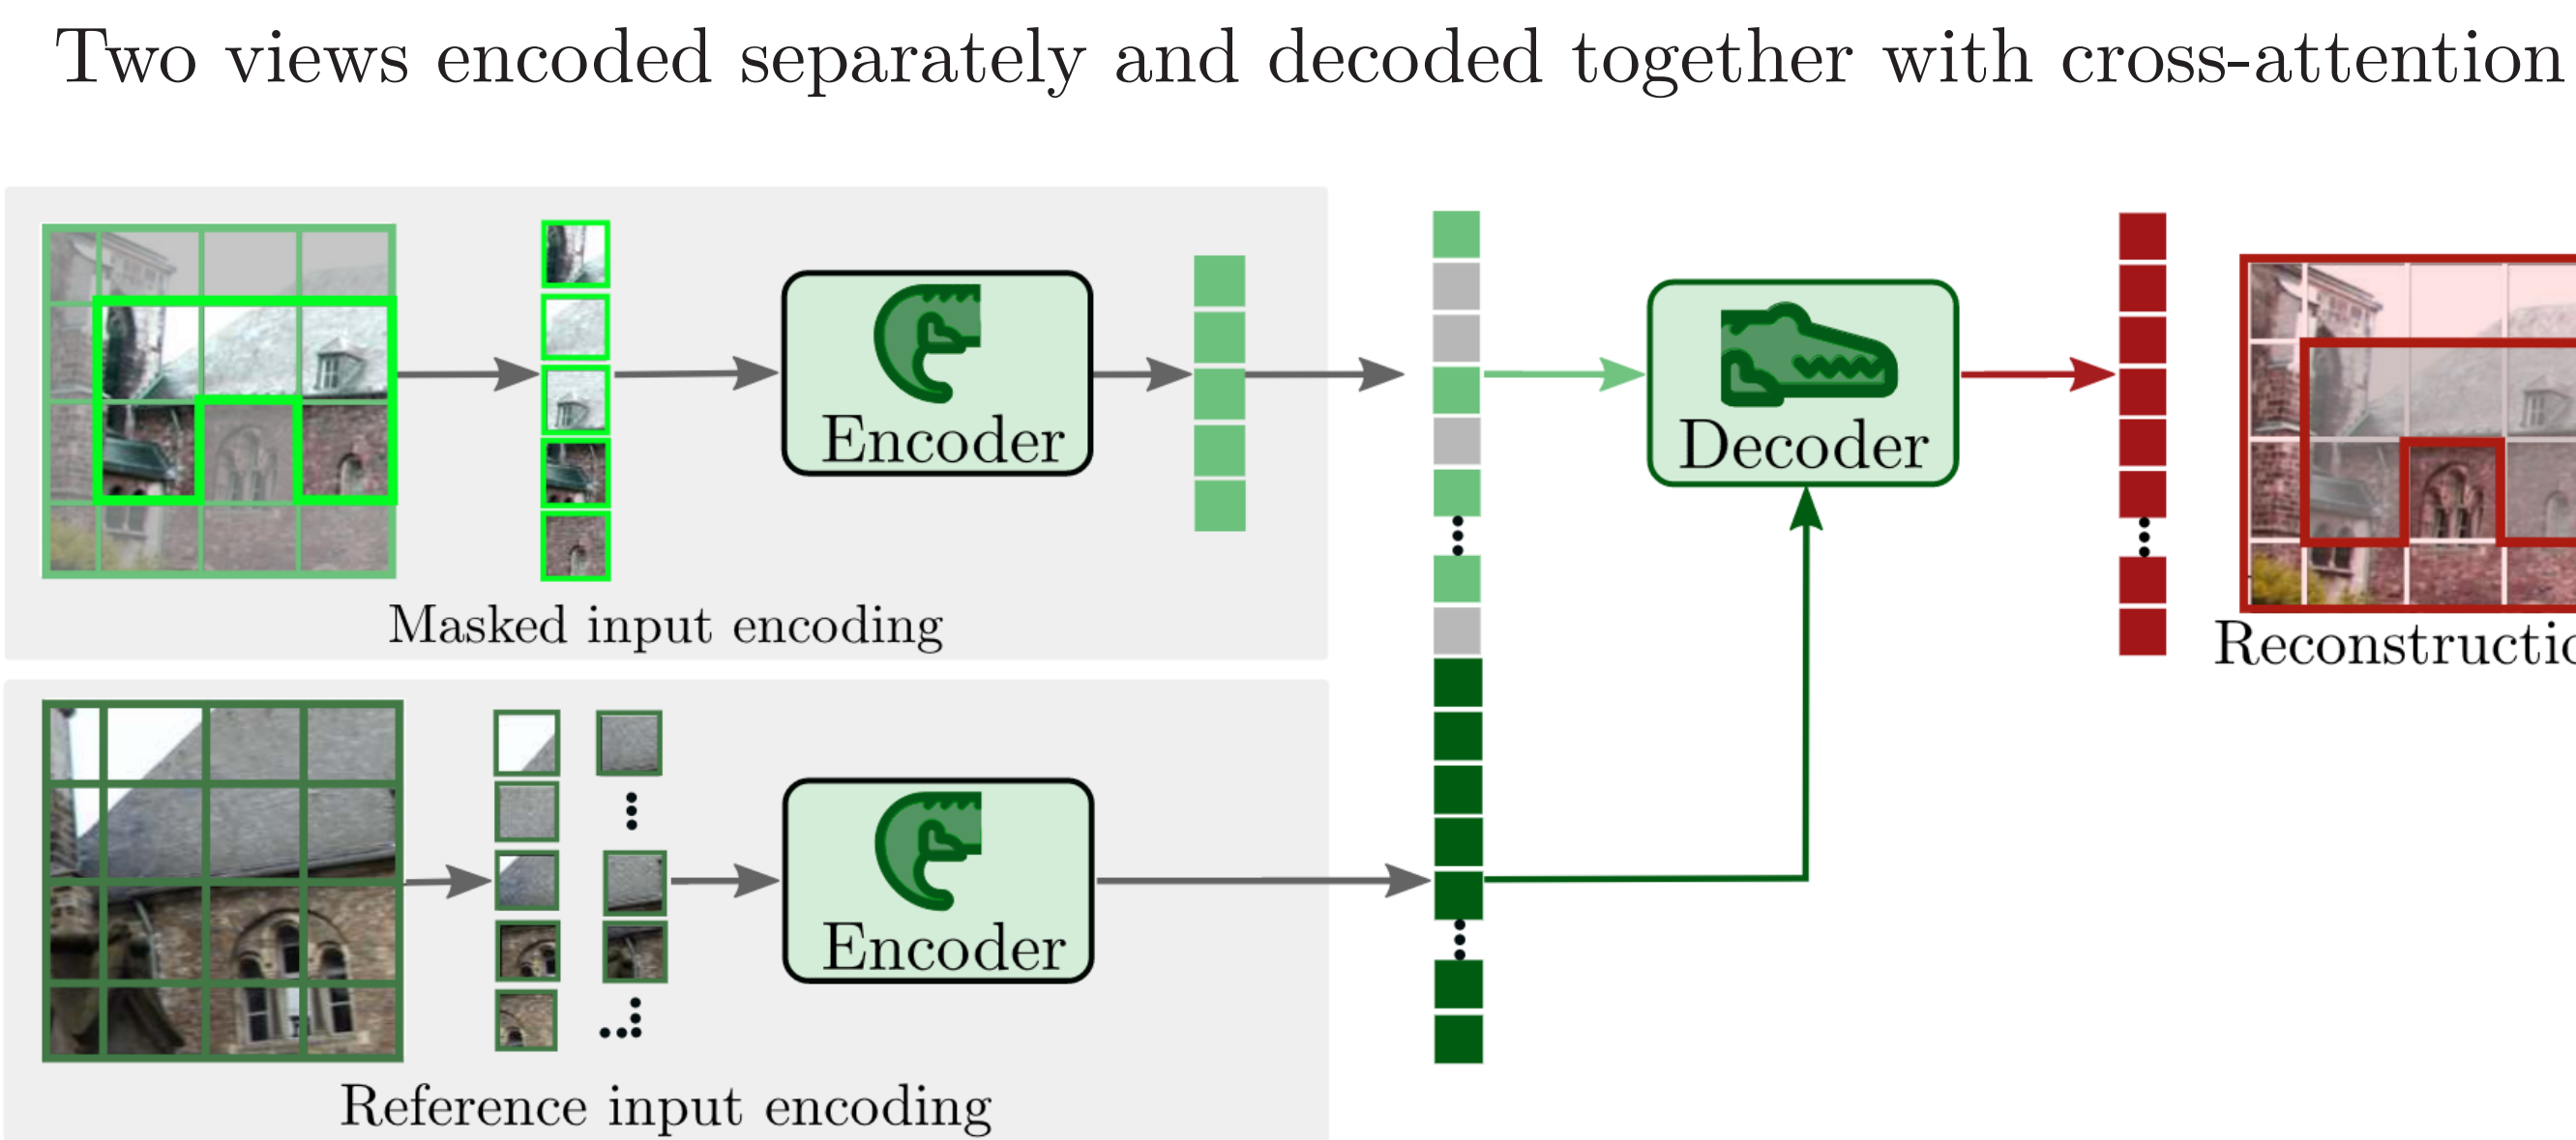 Two views encoded separately and decoded together with cross-attention
Encoder
Decoder
Masked input encoding
Reconstructio
Encoder
Reference input encoding